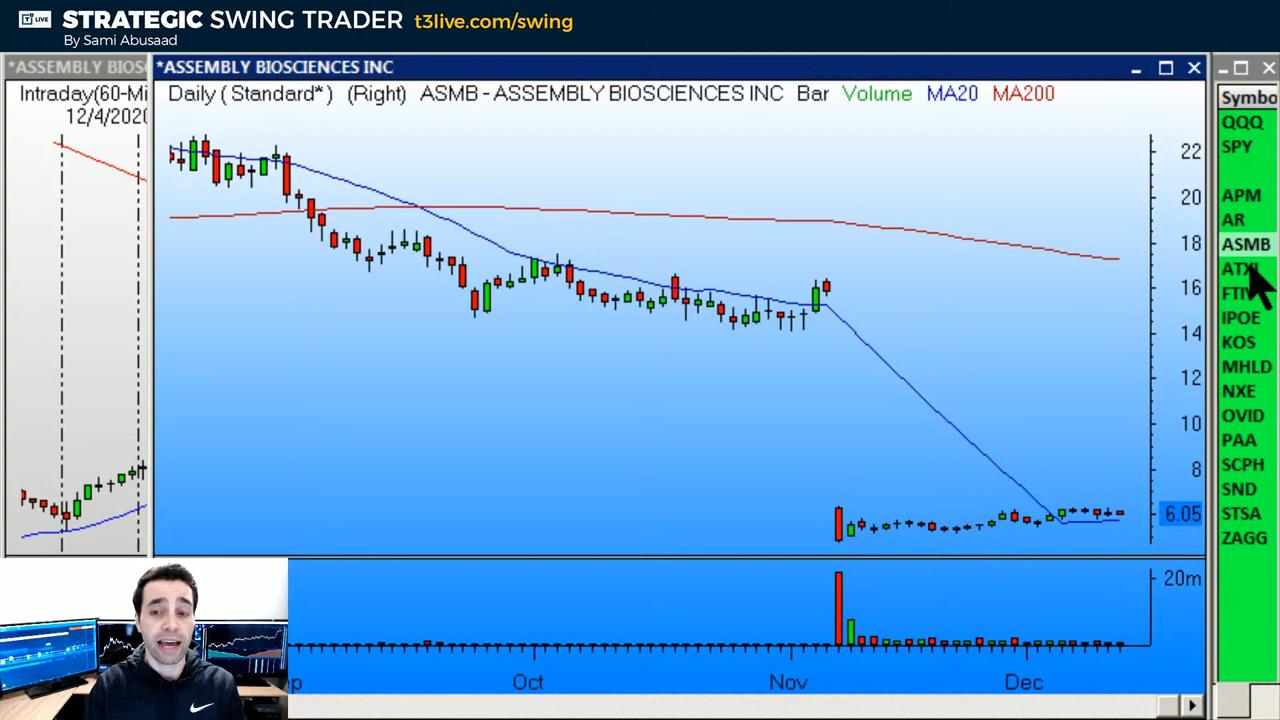 LIVE STRATEGIC SWING TRADER t3live.com/swing
By Sami Abusaad
*ASSEMBLY BIOSC
*ASSEMBLY BIOSCIENCES INC
Intraday(60-Mi
12/4/2020
Daily ( Standard* ) (Right) ASMB - ASSEMBLY BIOSCIENCES INC Bar Volume MA20 MA200
22
20
18
16
14
12
10
8
6.05
20m
Oct
Nov
Dec
Symbo
QQQ
SPY
APM
AR
ASMB
IPOE
KOS
MHLD
NXE
OVID
PAA
SCPH
SND
STSA
ZAGG